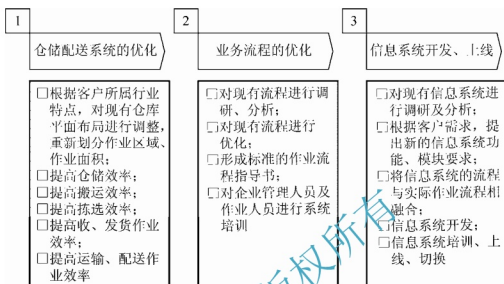 1
仓储配送系统的优化
□根据客户所属行业
特点，对现有仓库
平面布局进行调整，
重新划分作业区域、
作业面积；
□提高仓储效率；
□提高搬运效率；
□提高拣选效率；
□提高收、发货作业
效率；
□提高运输、配送作
业效率
2
业务流程的优化
□对现有流程进行调
研、分析；
□对现有流程进行
优化；
□形成标准的作业流
程指导书；
□对企业管理人员及
作业人员进行系统
培训
3
信息系统开发、上线
□对现有信息系统进
行调研及分析；
□根据客户需求，提
出新的信息系统功
能、模块要求；
□将信息系统的流程
与实际作业流程相
融合；
□信息系统开发；
□信息系统培训、上
线、切换
版权所有